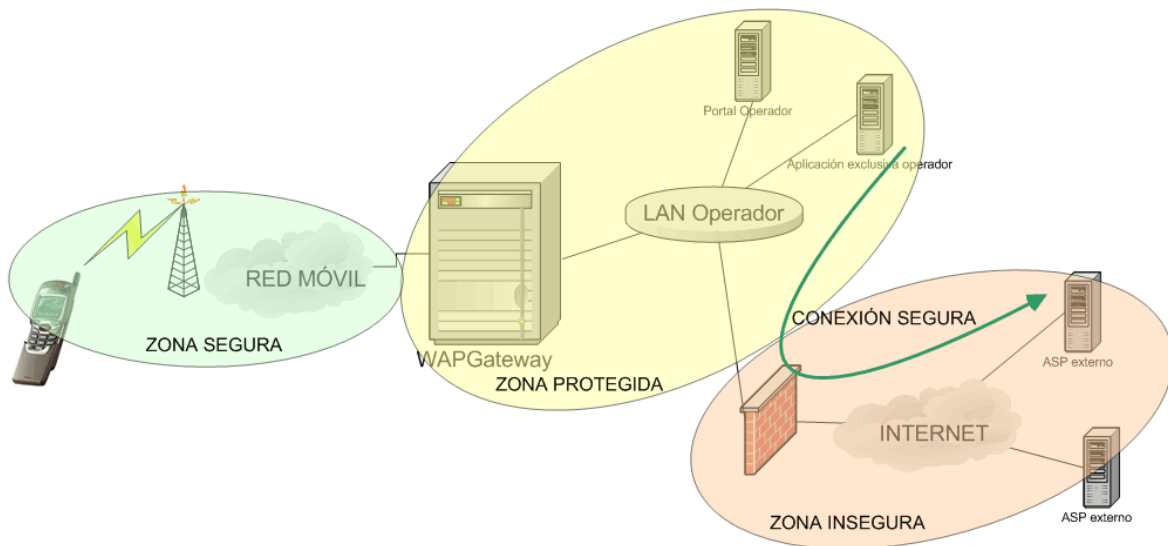 Portal Operador
Aplicación exclusiva operador
LAN Operador
RED MÓVIL
CONEXIÓN SEGURA
ZONA SEGURA
WAPGateway
ASP externo
ZONA PROTEGIDA
INTERNET
ASP externo
ZONA INSEGURA